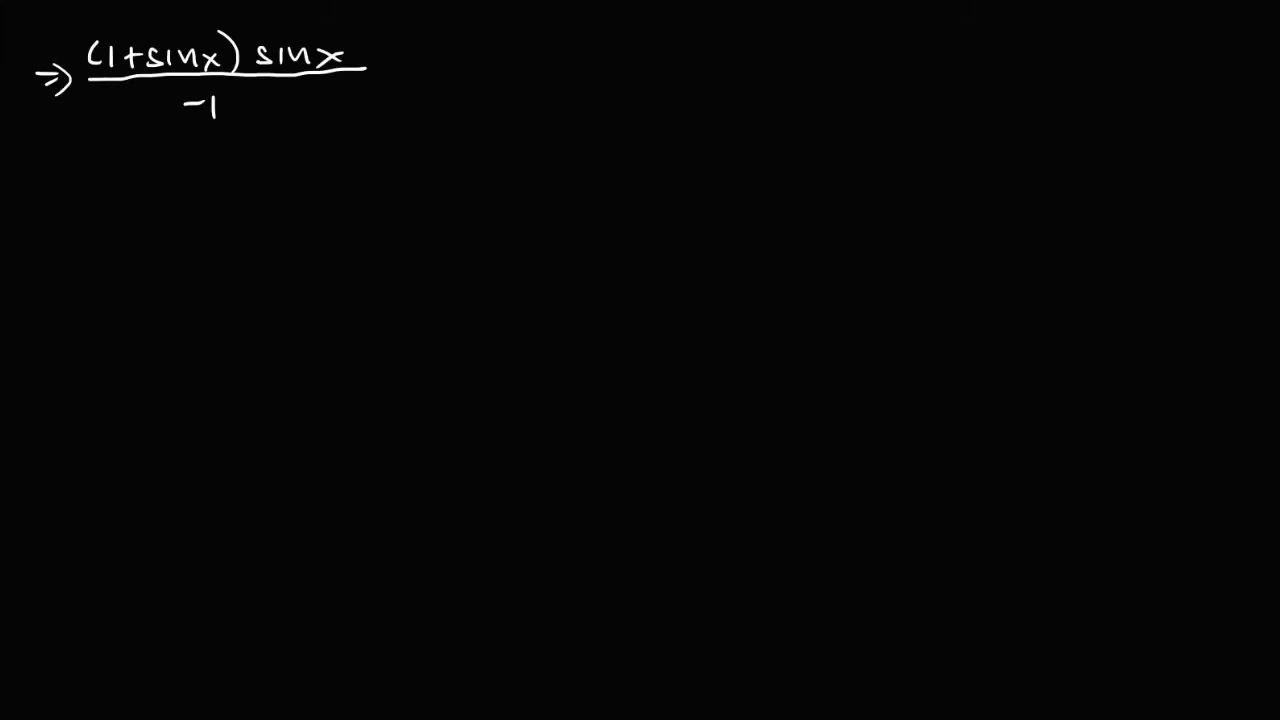 ⇒ (1+sinx) sinx
-1